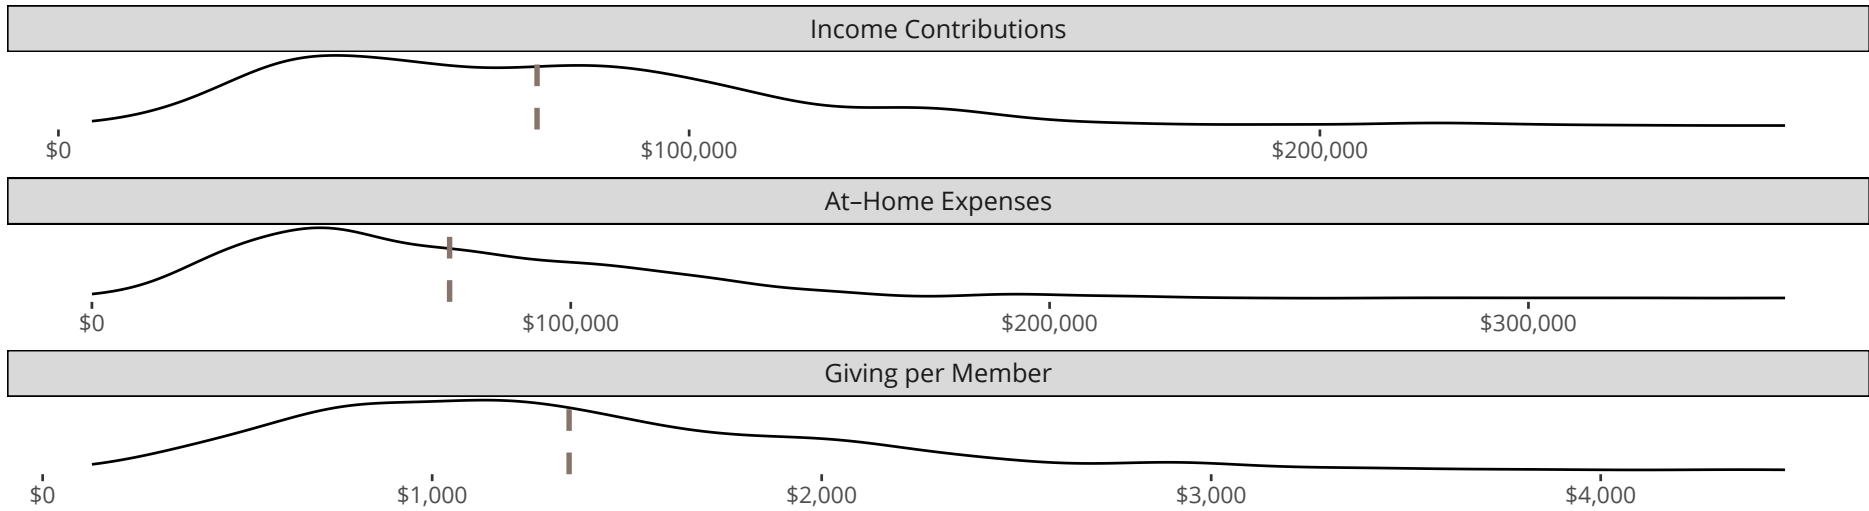 Income Contributions
$0 $100,000 $200,000
At–Home Expenses
$0 $100,000 $200,000 $300,000
Giving per Member
$0 $1,000 $2,000 $3,000 $4,000